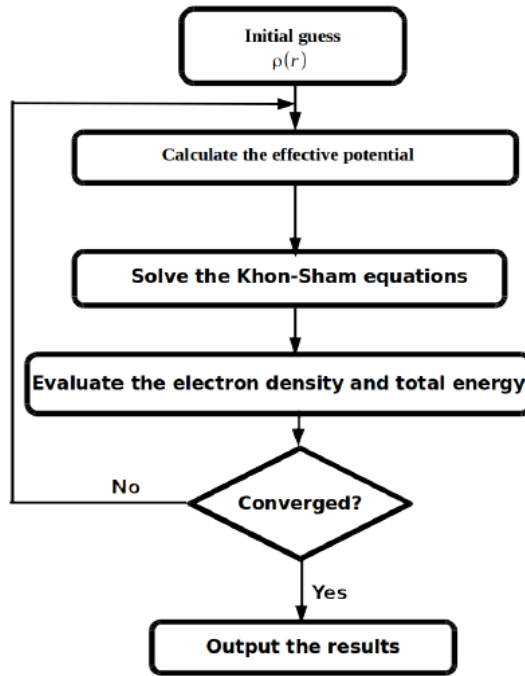 Initial guess
ρ(r)
Calculate the effective potential
Solve the Khon-Sham equations
Evaluate the electron density and total energy
Converged?
No
Yes
Output the results